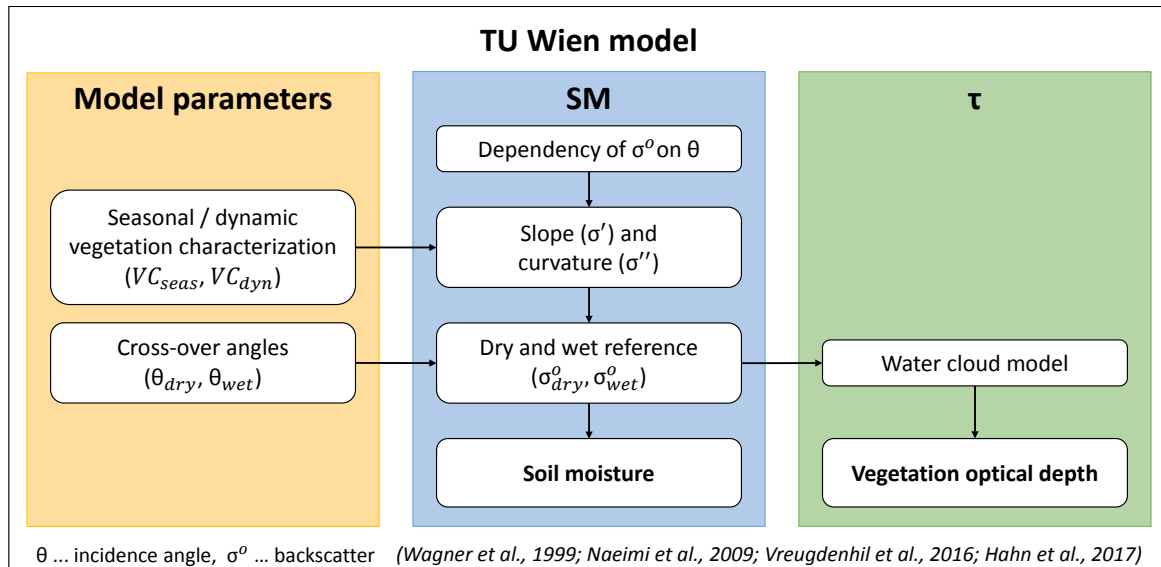 TU Wien model
Model parameters
Seasonal / dynamic
vegetation characterization
(VC_seas, VC_dyn)
Cross-over angles
(θ_dry, θ_wet)
SM
Dependency of σ^o on θ
Slope (σ′) and
curvature (σ′′)
Dry and wet reference
(σ^o_dry, σ^o_wet)
Soil moisture
τ
Water cloud model
Vegetation optical depth
θ ... incidence angle, σ^o ... backscatter (Wagner et al., 1999; Naeimi et al., 2009; Vreugdenhil et al., 2016; Hahn et al., 2017)